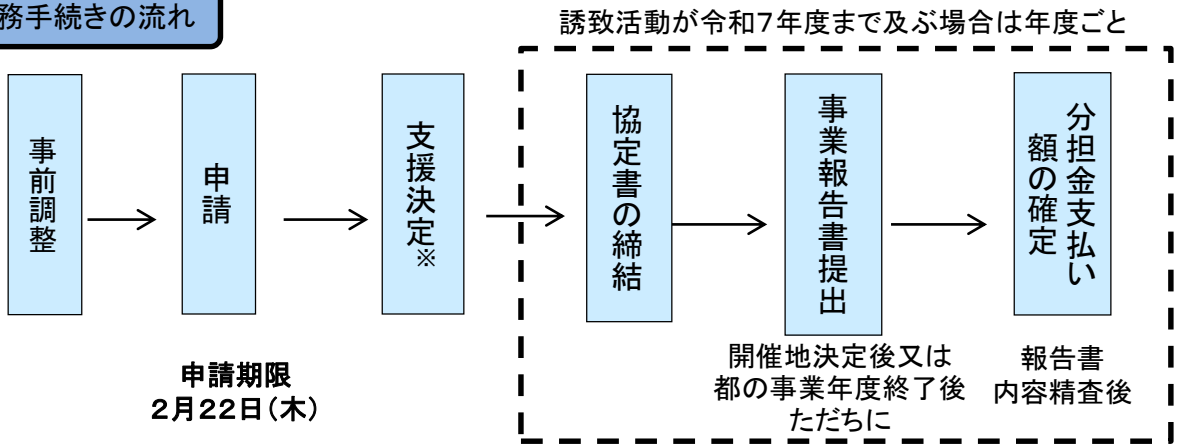 務手続きの流れ
誘致活動が令和７年度まで及ぶ場合は年度ごと
事前調整
申請
支援決定※
協定書の締結
事業報告書提出
分担金支払い
額の確定
申請期限
２月２２日（木）
開催地決定後又は
都の事業年度終了後
ただちに
報告書
内容精査後